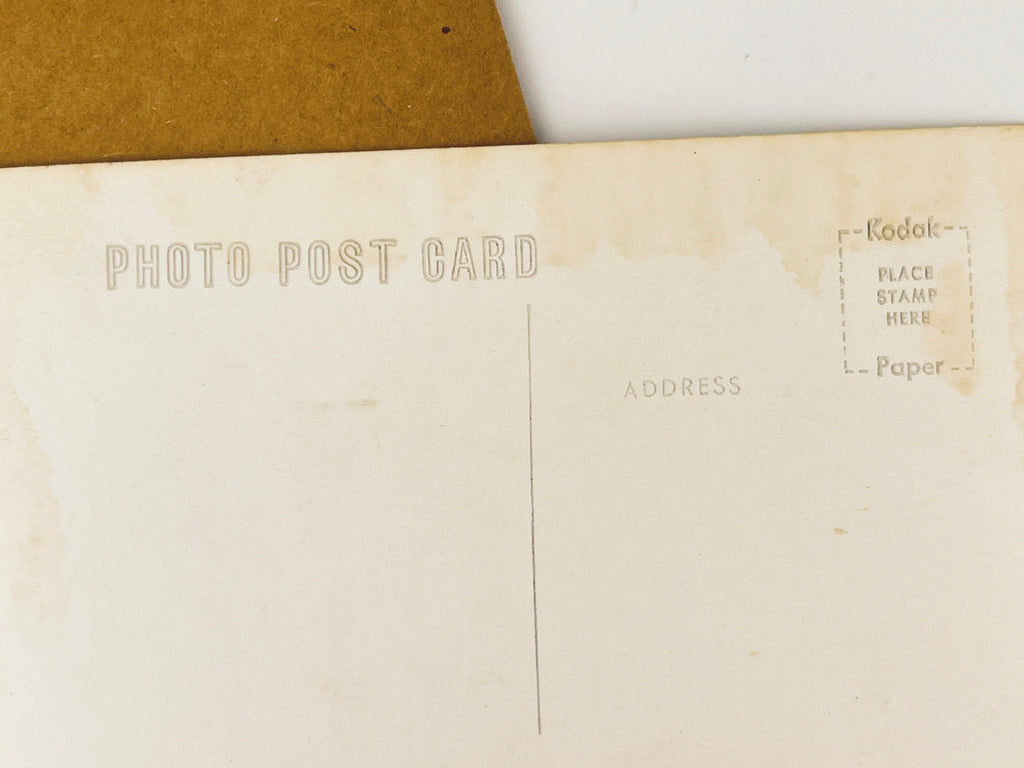 PHOTO POST CARD
Kodak
PLACE
STAMP
HERE
Paper
ADDRESS